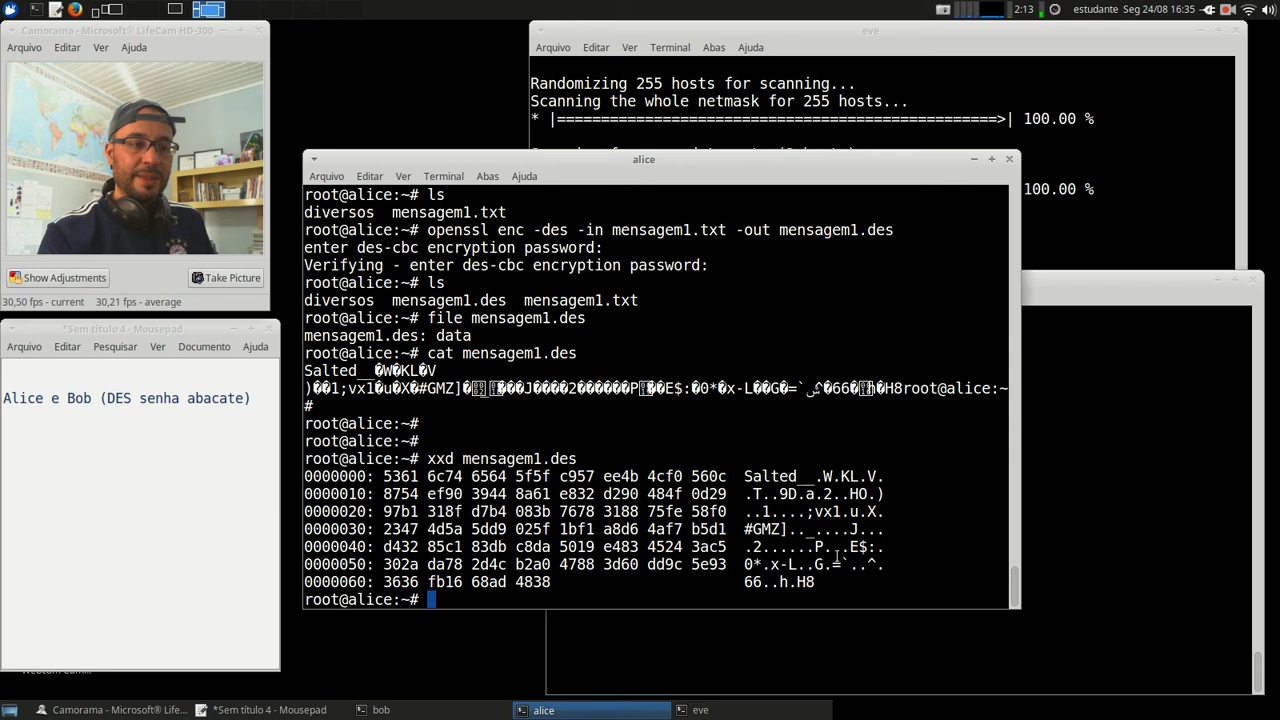 2:13 estudante Seg 24/08 16:35
Camorama - Microsoft® LifeCam HD-300
Arquivo Editar Ver Ajuda
Show Adjustments Take Picture
30,50 fps - current 30,21 fps - average
eve
Arquivo Editar Ver Terminal Abas Ajuda
Randomizing 255 hosts for scanning...
Scanning the whole netmask for 255 hosts...
* |==================================================>| 100.00 %
100.00 %
*Sem título 4 - Mousepad
Arquivo Editar Pesquisar Ver Documento Ajuda
Alice e Bob (DES senha abacate)
alice
Arquivo Editar Ver Terminal Abas Ajuda
root@alice:~# ls
diversos mensagem1.txt
root@alice:~# openssl enc -des -in mensagem1.txt -out mensagem1.des
enter des-cbc encryption password:
Verifying - enter des-cbc encryption password:
root@alice:~# ls
diversos mensagem1.des mensagem1.txt
root@alice:~# file mensagem1.des
mensagem1.des: data
root@alice:~# cat mensagem1.des
Salted__�W�KL�V
)��1;vx1�u�X�#GMZ]�_���J����2������P��E$:�0*�x-L��G�=`�66�h�H8root@alice:~
#
root@alice:~#
root@alice:~#
root@alice:~# xxd mensagem1.des
0000000: 5361 6c74 6564 5f5f c957 ee4b 4cf0 560c Salted__.W.KL.V.
0000010: 8754 ef90 3944 8a61 e832 d290 484f 0d29 .T..9D.a.2..HO.)
0000020: 97b1 318f d7b4 083b 7678 3188 75fe 58f0 ..1....;vx1.u.X.
0000030: 2347 4d5a 5dd9 025f 1bf1 a8d6 4af7 b5d1 #GMZ].._....J...
0000040: d432 85c1 83db c8da 5019 e483 4524 3ac5 .2......P...E$:.
0000050: 302a da78 2d4c b2a0 4788 3d60 dd9c 5e93 0*.x-L..G.=`..^.
0000060: 3636 fb16 68ad 4838 66..h.H8
root@alice:~#
Camorama - Microsoft® Life... *Sem título 4 - Mousepad bob alice eve